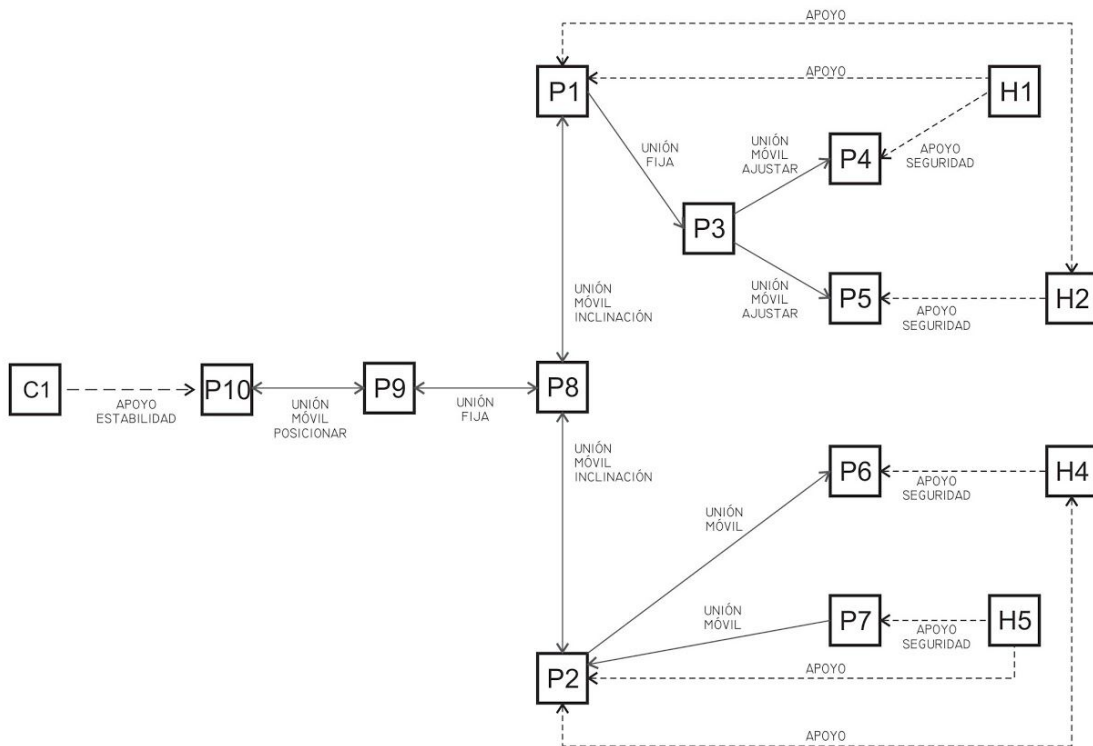 APOYO
P1
APOYO
H1
UNIÓN
FIJA
UNIÓN
MÓVIL
AJUSTAR
P4
APOYO
SEGURIDAD
P3
UNIÓN
MÓVIL
INCLINACIÓN
UNIÓN
MÓVIL
AJUSTAR
P5
APOYO
SEGURIDAD
H2
C1
APOYO
ESTABILIDAD
P10
UNIÓN
MÓVIL
POSICIONAR
P9
UNIÓN
FIJA
P8
UNIÓN
MÓVIL
INCLINACIÓN
P6
APOYO
SEGURIDAD
H4
UNIÓN
MÓVIL
UNIÓN
MÓVIL
P7
APOYO
SEGURIDAD
H5
P2
APOYO
APOYO